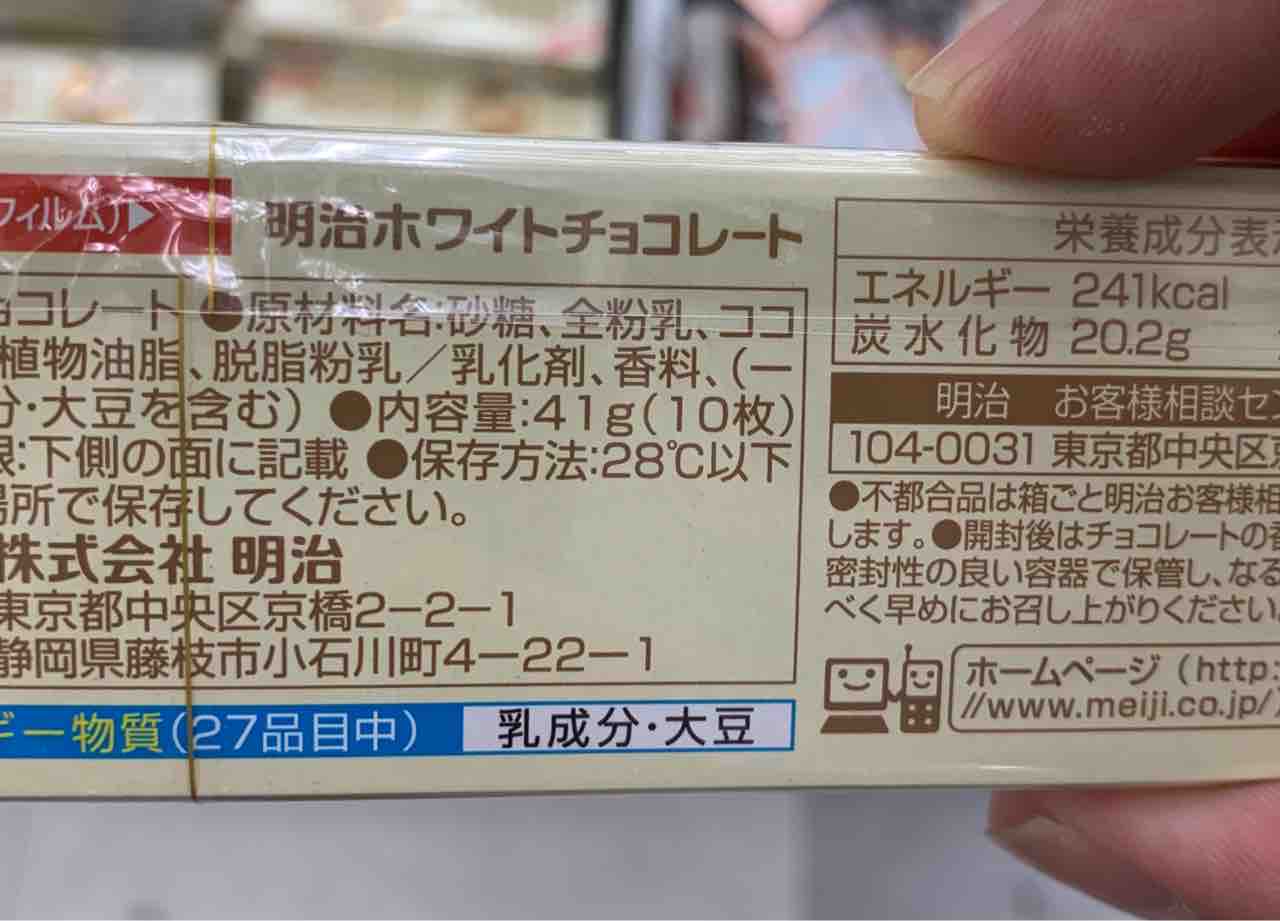 フィルム)▶
明治ホワイトチョコレート
ョコレート ●原材料名:砂糖、全粉乳、ココ
植物油脂、脱脂粉乳／乳化剤、香料、(一
分・大豆を含む) ●内容量:41g(10枚)
限:下側の面に記載 ●保存方法:28℃以下
場所で保存してください。
株式会社 明治
東京都中央区京橋2−2−1
静岡県藤枝市小石川町4−22−1
ギー物質(27品目中) 乳成分・大豆
栄養成分表示
エネルギー 241kcal
炭水化物 20.2g
明治 お客様相談セン
104-0031 東京都中央区京
●不都合品は箱ごと明治お客様相
します。●開封後はチョコレートの香
密封性の良い容器で保管し、なる
べく早めにお召し上がりください
ホームページ (http:
//www.meiji.co.jp/